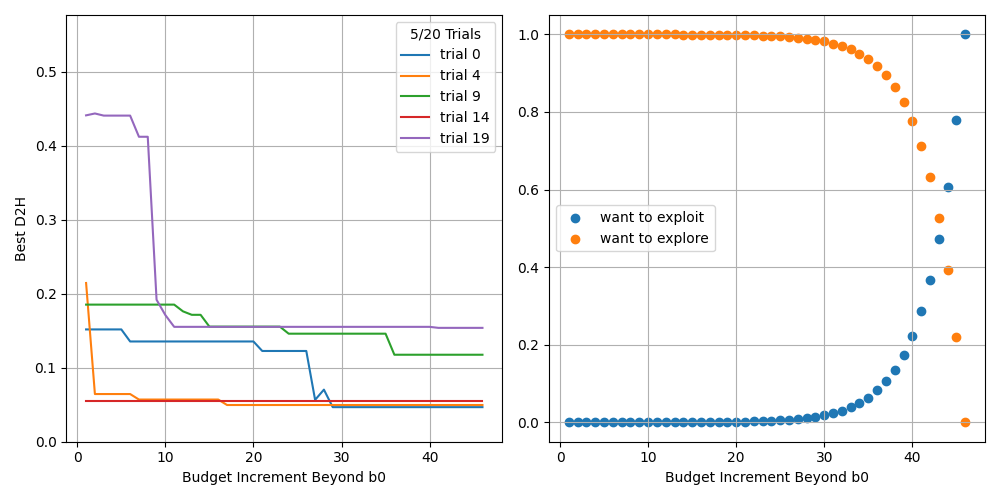 5/20 Trials
trial 0
trial 4
trial 9
trial 14
trial 19
Best D2H
0.5
0.4
0.3
0.2
0.1
0.0
0 10 20 30 40
Budget Increment Beyond b0
want to exploit
want to explore
1.0
0.8
0.6
0.4
0.2
0.0
0 10 20 30 40
Budget Increment Beyond b0